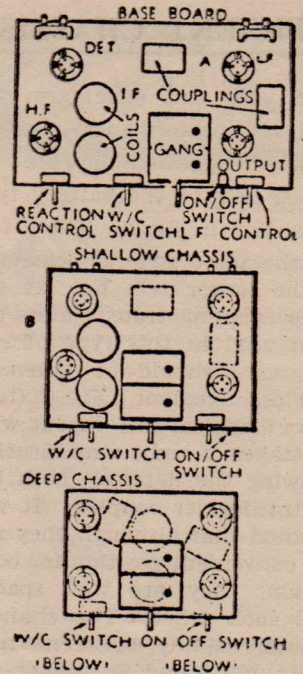 BASE BOARD
DET
A
LF
I F
COUPLINGS
H.F
COILS
GANG
OUTPUT
REACTION CONTROL
W/C SWITCH
ON/OFF SWITCH
L F CONTROL
SHALLOW CHASSIS
B
W/C SWITCH
ON/OFF SWITCH
DEEP CHASSIS
W/C SWITCH
ON OFF SWITCH
(BELOW)
(BELOW)